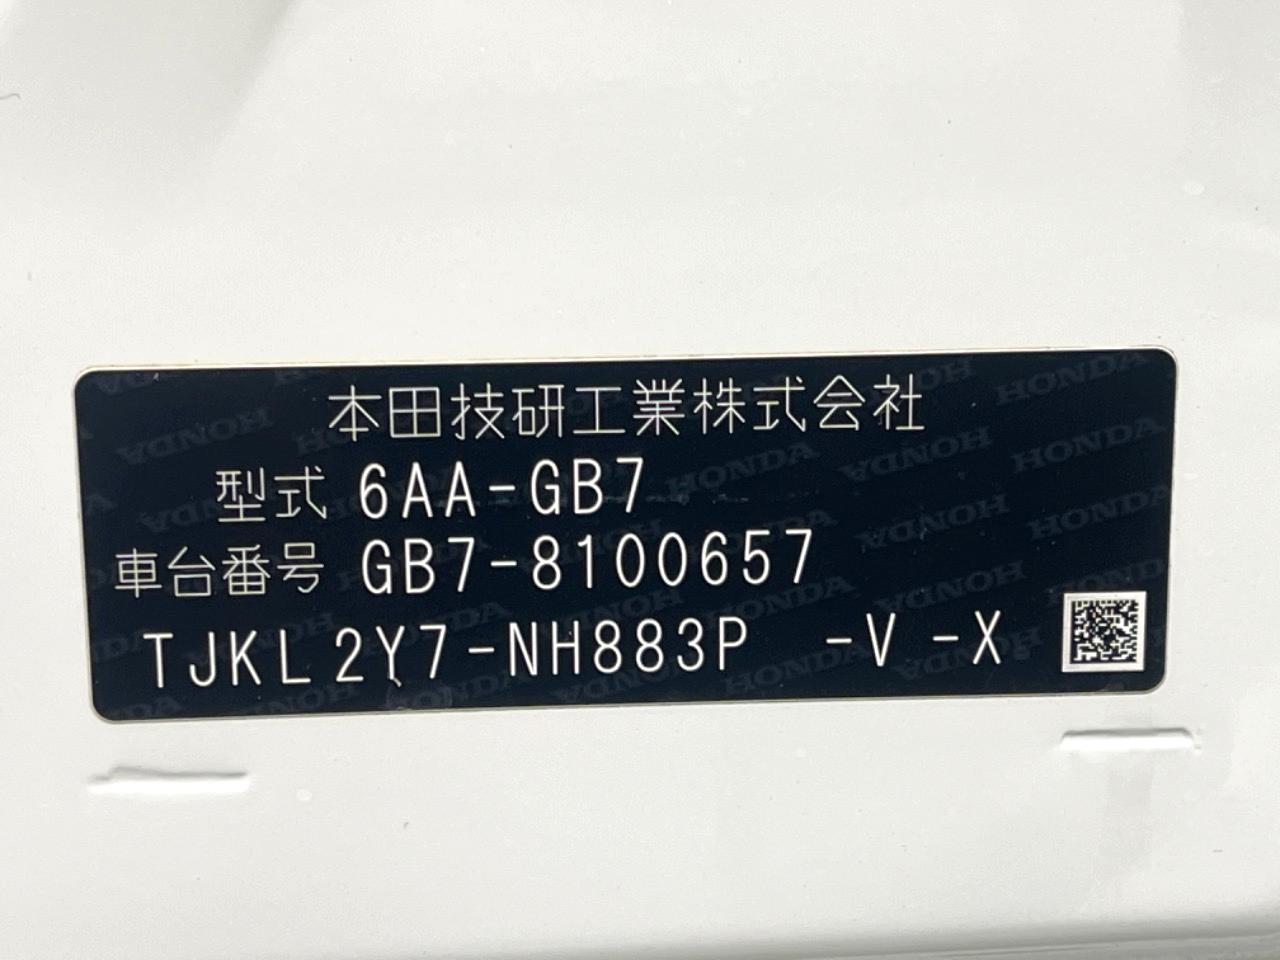 本田技研工業株式会社
型式 6AA-GB7
車台番号 GB7-8100657
TJKL2Y7-NH883P -V -X